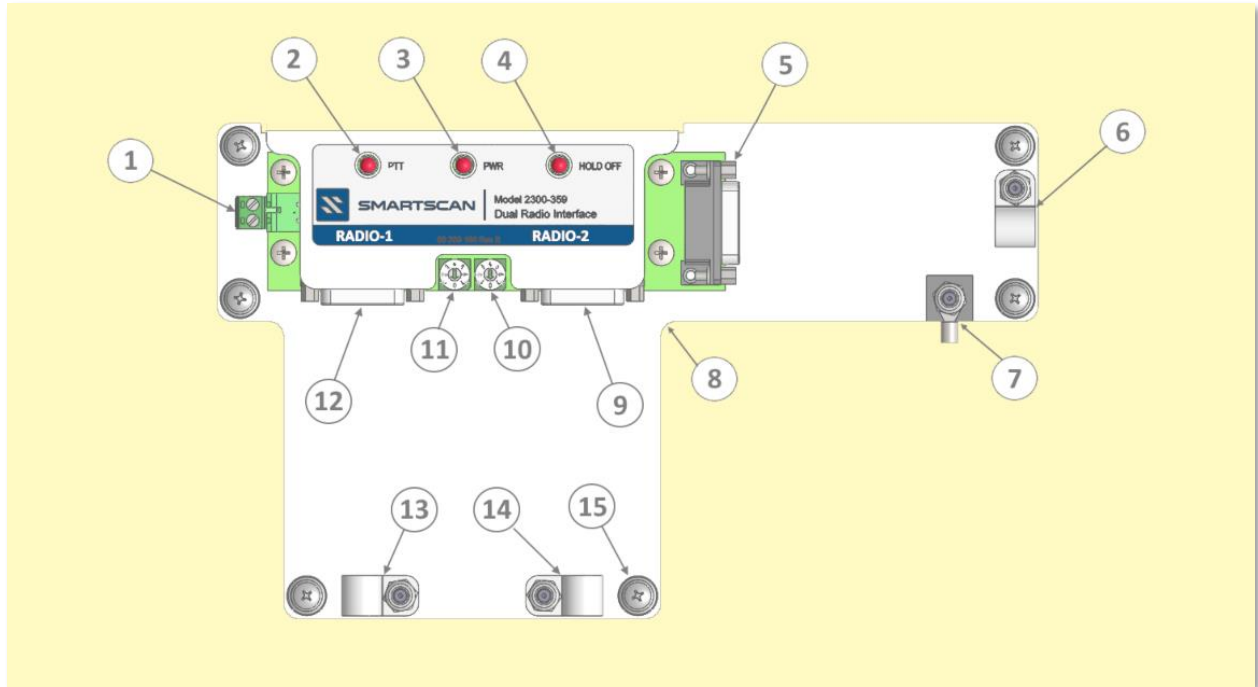 2
3
4
5
6
1
PTT
PWR
HOLD OFF
SMARTSCAN
Model 2300-359
Dual Radio Interface
RADIO-1
RADIO-2
11
10
12
9
8
7
13
14
15